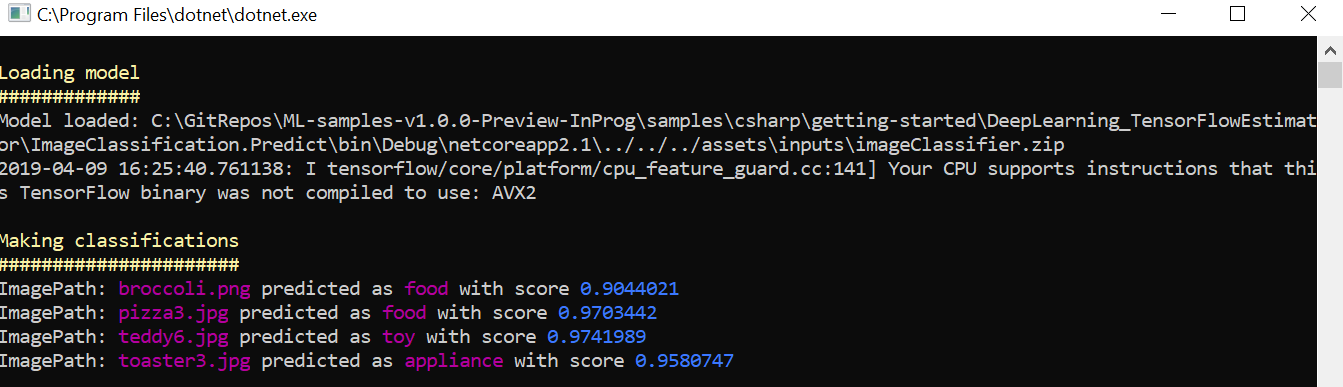 C:\Program Files\dotnet\dotnet.exe
Loading model
#############
Model loaded: C:\GitRepos\ML-samples-v1.0.0-Preview-InProg\samples\csharp\getting-started\DeepLearning_TensorFlowEstimat
or\ImageClassification.Predict\bin\Debug\netcoreapp2.1\../../../assets\inputs\imageClassifier.zip
2019-04-09 16:25:40.761138: I tensorflow/core/platform/cpu_feature_guard.cc:141] Your CPU supports instructions that thi
s TensorFlow binary was not compiled to use: AVX2
Making classifications
######################
ImagePath: broccoli.png predicted as food with score 0.9044021
ImagePath: pizza3.jpg predicted as food with score 0.9703442
ImagePath: teddy6.jpg predicted as toy with score 0.9741989
ImagePath: toaster3.jpg predicted as appliance with score 0.9580747